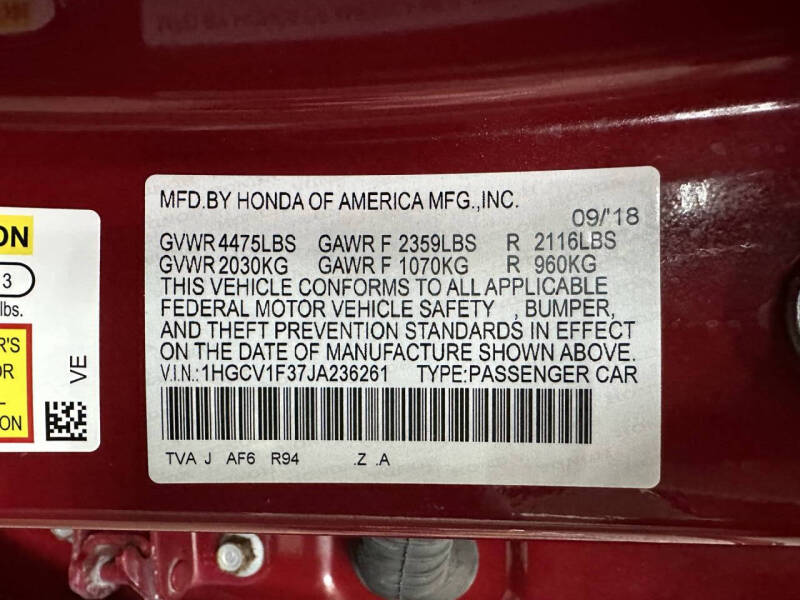 MFD.BY HONDA OF AMERICA MFG.,INC.
09/'18
GVWR 4475LBS GAWR F 2359LBS R 2116LBS
GVWR 2030KG GAWR F 1070KG R 960KG
THIS VEHICLE CONFORMS TO ALL APPLICABLE
FEDERAL MOTOR VEHICLE SAFETY , BUMPER,
AND THEFT PREVENTION STANDARDS IN EFFECT
ON THE DATE OF MANUFACTURE SHOWN ABOVE.
V.I.N.:1HGCV1F37JA236261 TYPE:PASSENGER CAR
TVA J AF6 R94 .Z .A
ON
3
lbs.
R'S
OR
L
ON
VE